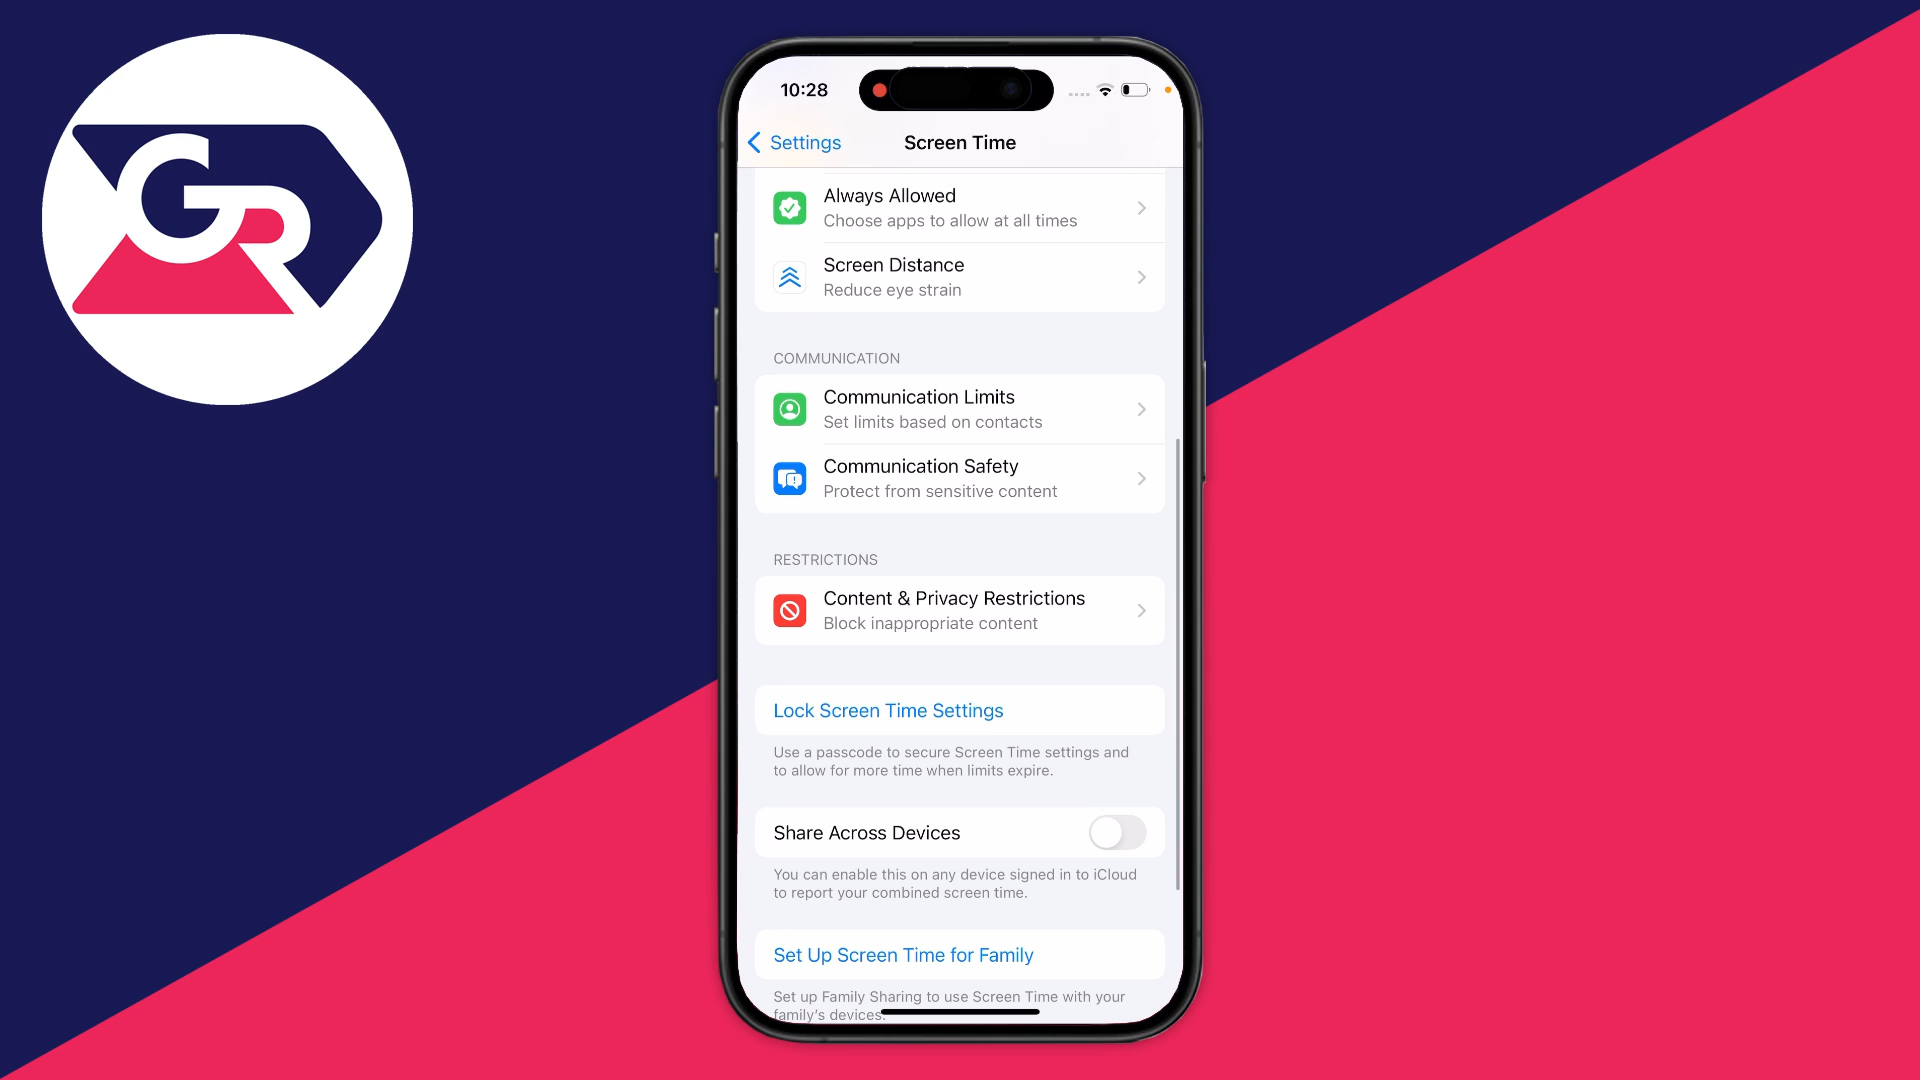 GR
10:28
Settings
Screen Time
Always Allowed
Choose apps to allow at all times
Screen Distance
Reduce eye strain
COMMUNICATION
Communication Limits
Set limits based on contacts
Communication Safety
Protect from sensitive content
RESTRICTIONS
Content & Privacy Restrictions
Block inappropriate content
Lock Screen Time Settings
Use a passcode to secure Screen Time settings and
to allow for more time when limits expire.
Share Across Devices
You can enable this on any device signed in to iCloud
to report your combined screen time.
Set Up Screen Time for Family
Set up Family Sharing to use Screen Time with your
family's devices.